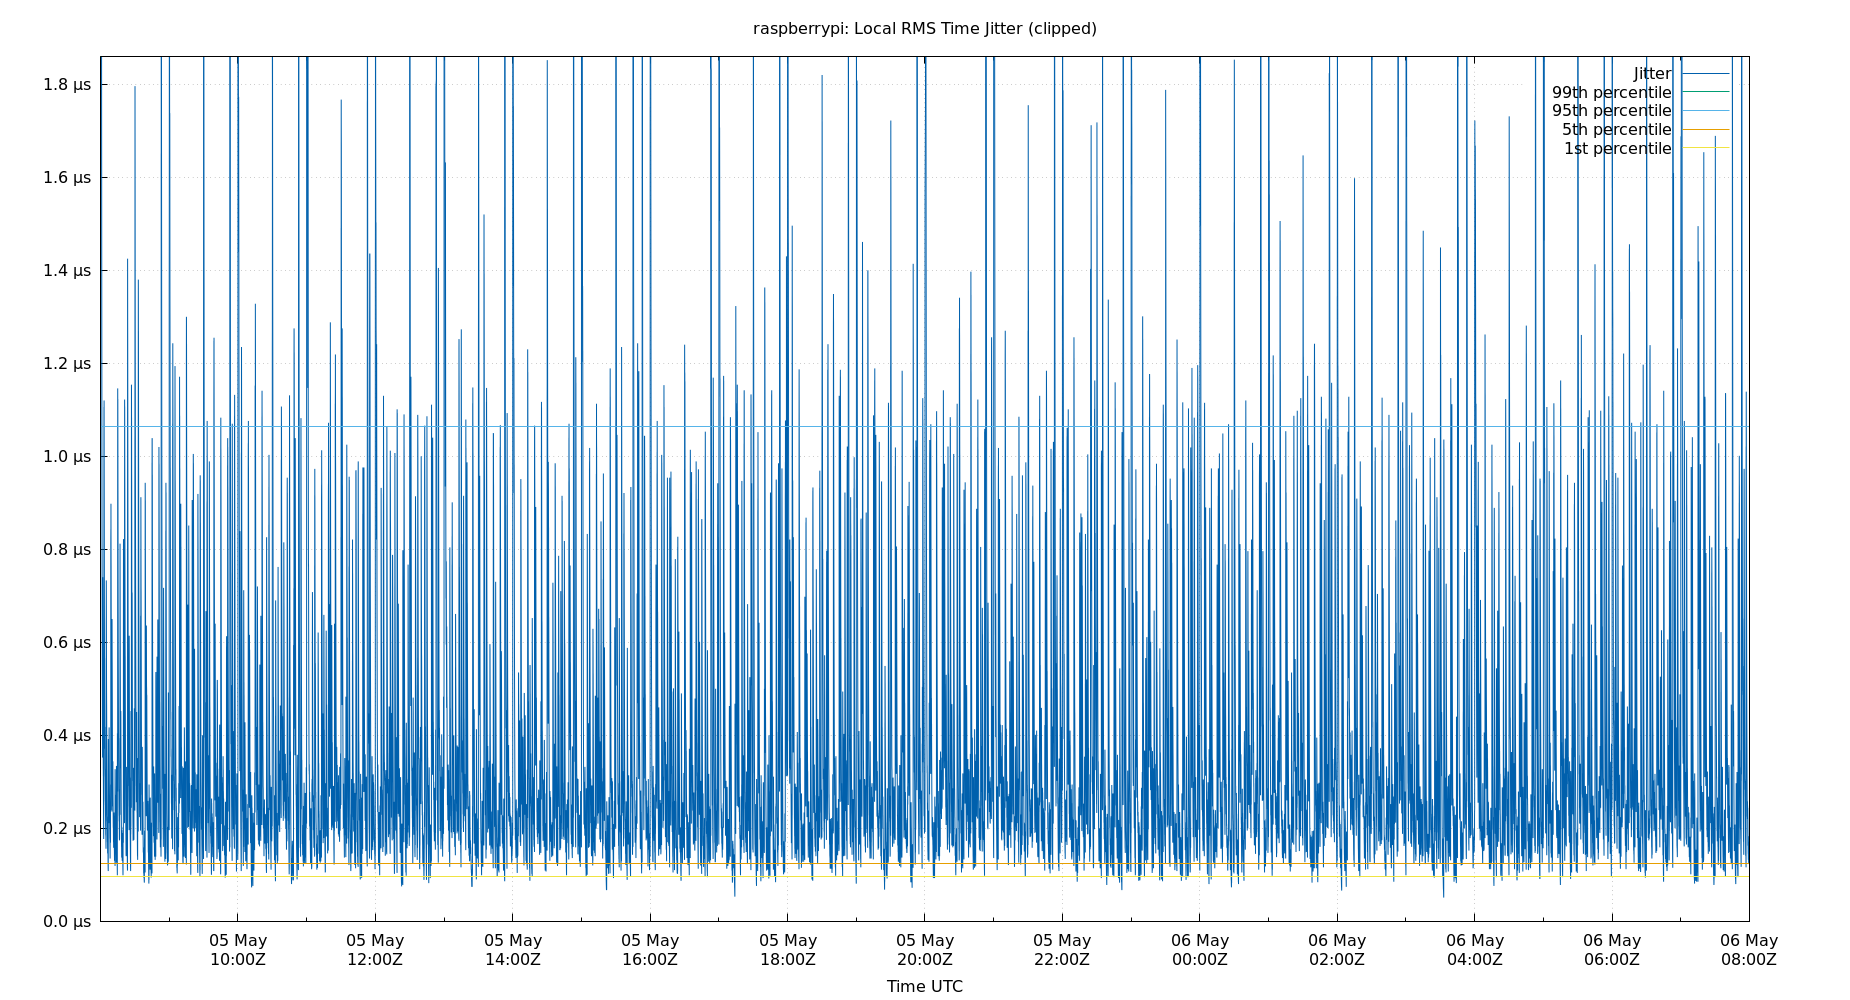 raspberrypi: Local RMS Time Jitter (clipped)
Jitter
99th percentile
95th percentile
5th percentile
1st percentile
1.8 µs
1.6 µs
1.4 µs
1.2 µs
1.0 µs
0.8 µs
0.6 µs
0.4 µs
0.2 µs
0.0 µs
05 May 05 May 05 May 05 May 05 May 05 May 05 May 06 May 06 May 06 May 06 May 06 May
10:00Z 12:00Z 14:00Z 16:00Z 18:00Z 20:00Z 22:00Z 00:00Z 02:00Z 04:00Z 06:00Z 08:00Z
Time UTC